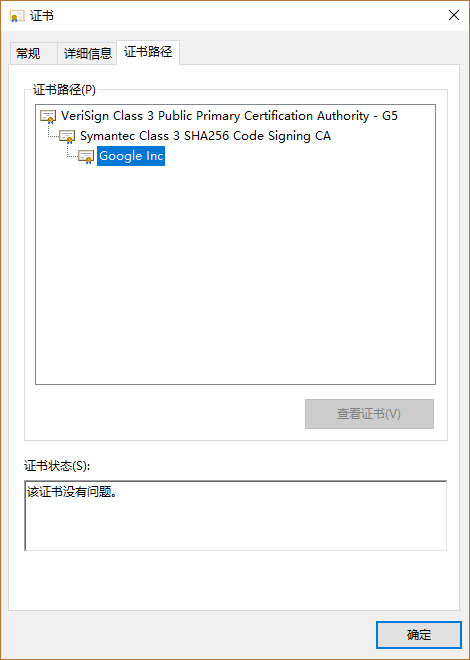 证书
常规 详细信息 证书路径
证书路径(P)
VeriSign Class 3 Public Primary Certification Authority - G5
Symantec Class 3 SHA256 Code Signing CA
Google Inc
查看证书(V)
证书状态(S):
该证书没有问题。
确定